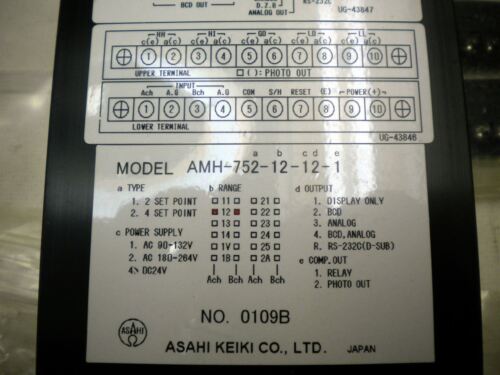 BCD OUT
D.Z.B
ANALOG OUT
RS-232C
UG-43847
HH HI GO LO LL
c(e) a(c) c(e) a(c) c(e) a(c) c(e) a(c) c(e) a(c)
1 2 3 4 5 6 7 8 9 10
UPPER TERMINAL □( ): PHOTO OUT
INPUT
Ach A.G Bch A.G COM S/H RESET (E) POWER(+)
1 2 3 4 5 6 7 8 9 10
LOWER TERMINAL
UG-43846
a b c d e
MODEL AMH-752-12-12-1
a TYPE
1. 2 SET POINT
2. 4 SET POINT
c POWER SUPPLY
1. AC 90-132V
2. AC 180-264V
4. DC24V
b RANGE
□11□ □21□
■12■ □22□
□13□ □23□
□14□ □24□
□1V□ □25□
□1B□ □2A□
Ach Bch Ach Bch
d OUTPUT
1. DISPLAY ONLY
2. BCD
3. ANALOG
4. BCD, ANALOG
R. RS-232C(D-SUB)
e COMP. OUT
1. RELAY
2. PHOTO OUT
ASAHI
NO. 0109B
ASAHI KEIKI CO., LTD. JAPAN